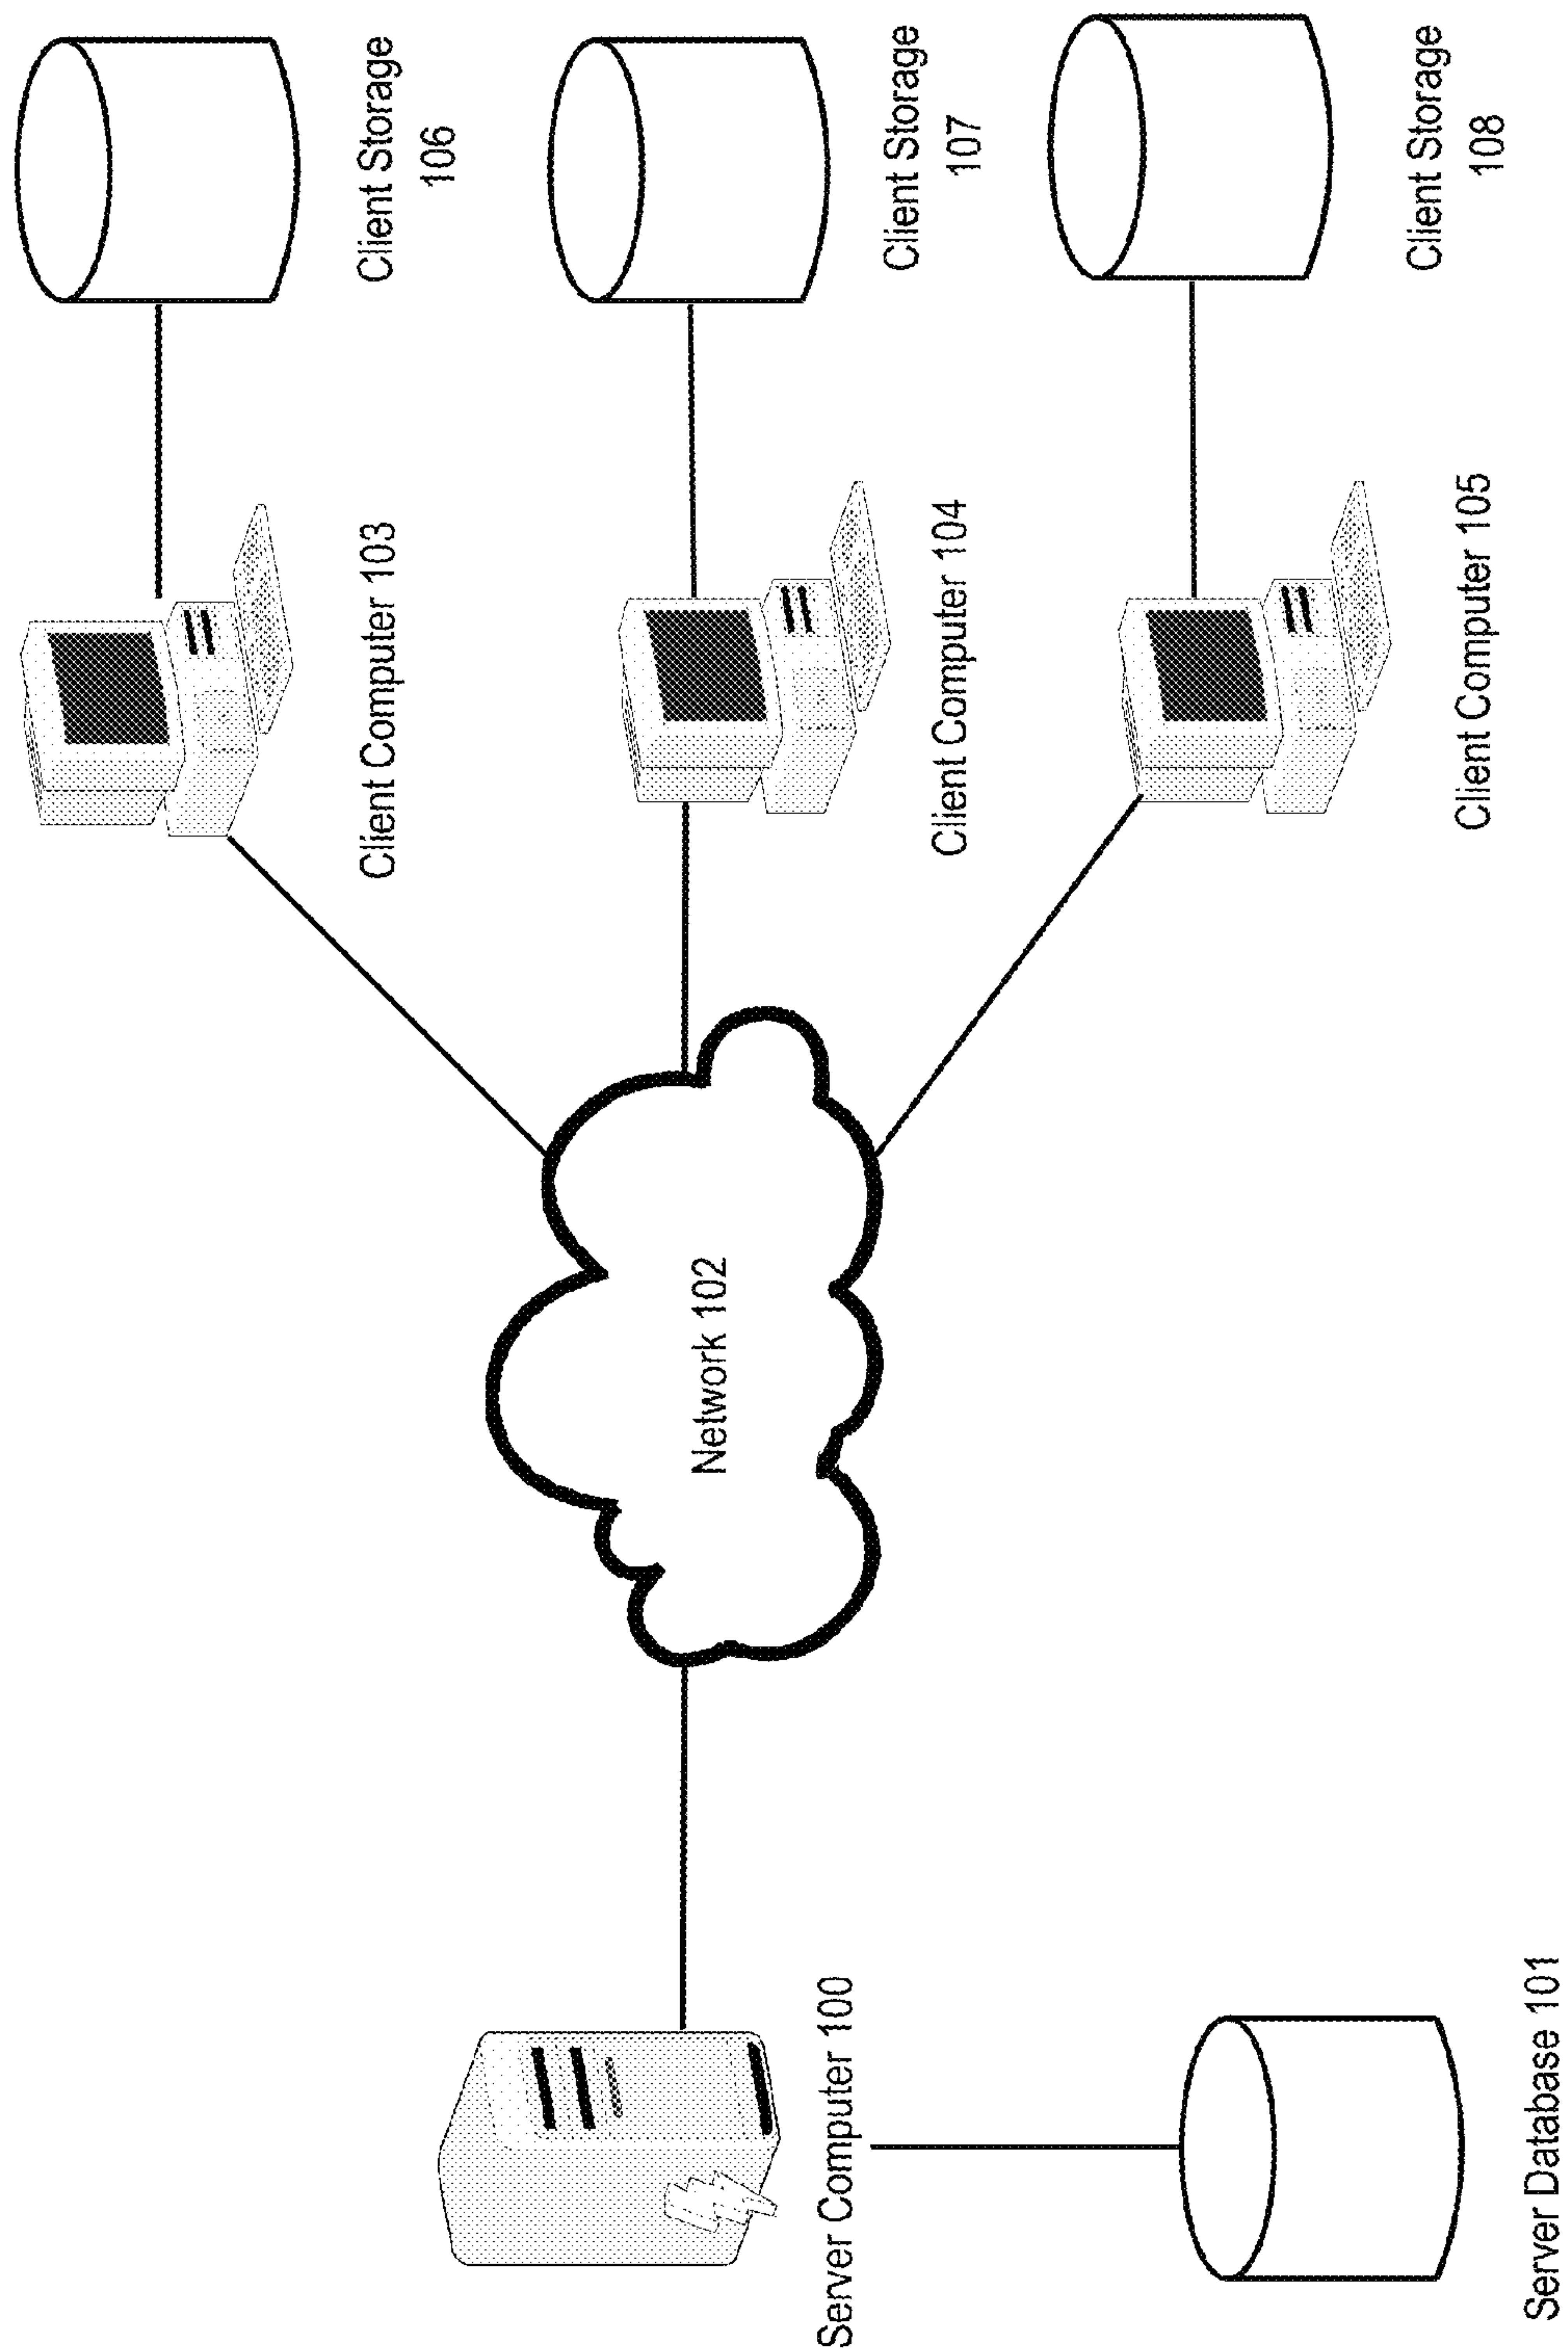 Client Storage
106
Client Computer 103
Client Storage
107
Client Computer 104
Network 102
Server Computer 100
Client Storage
108
Client Computer 105
Server Database 101